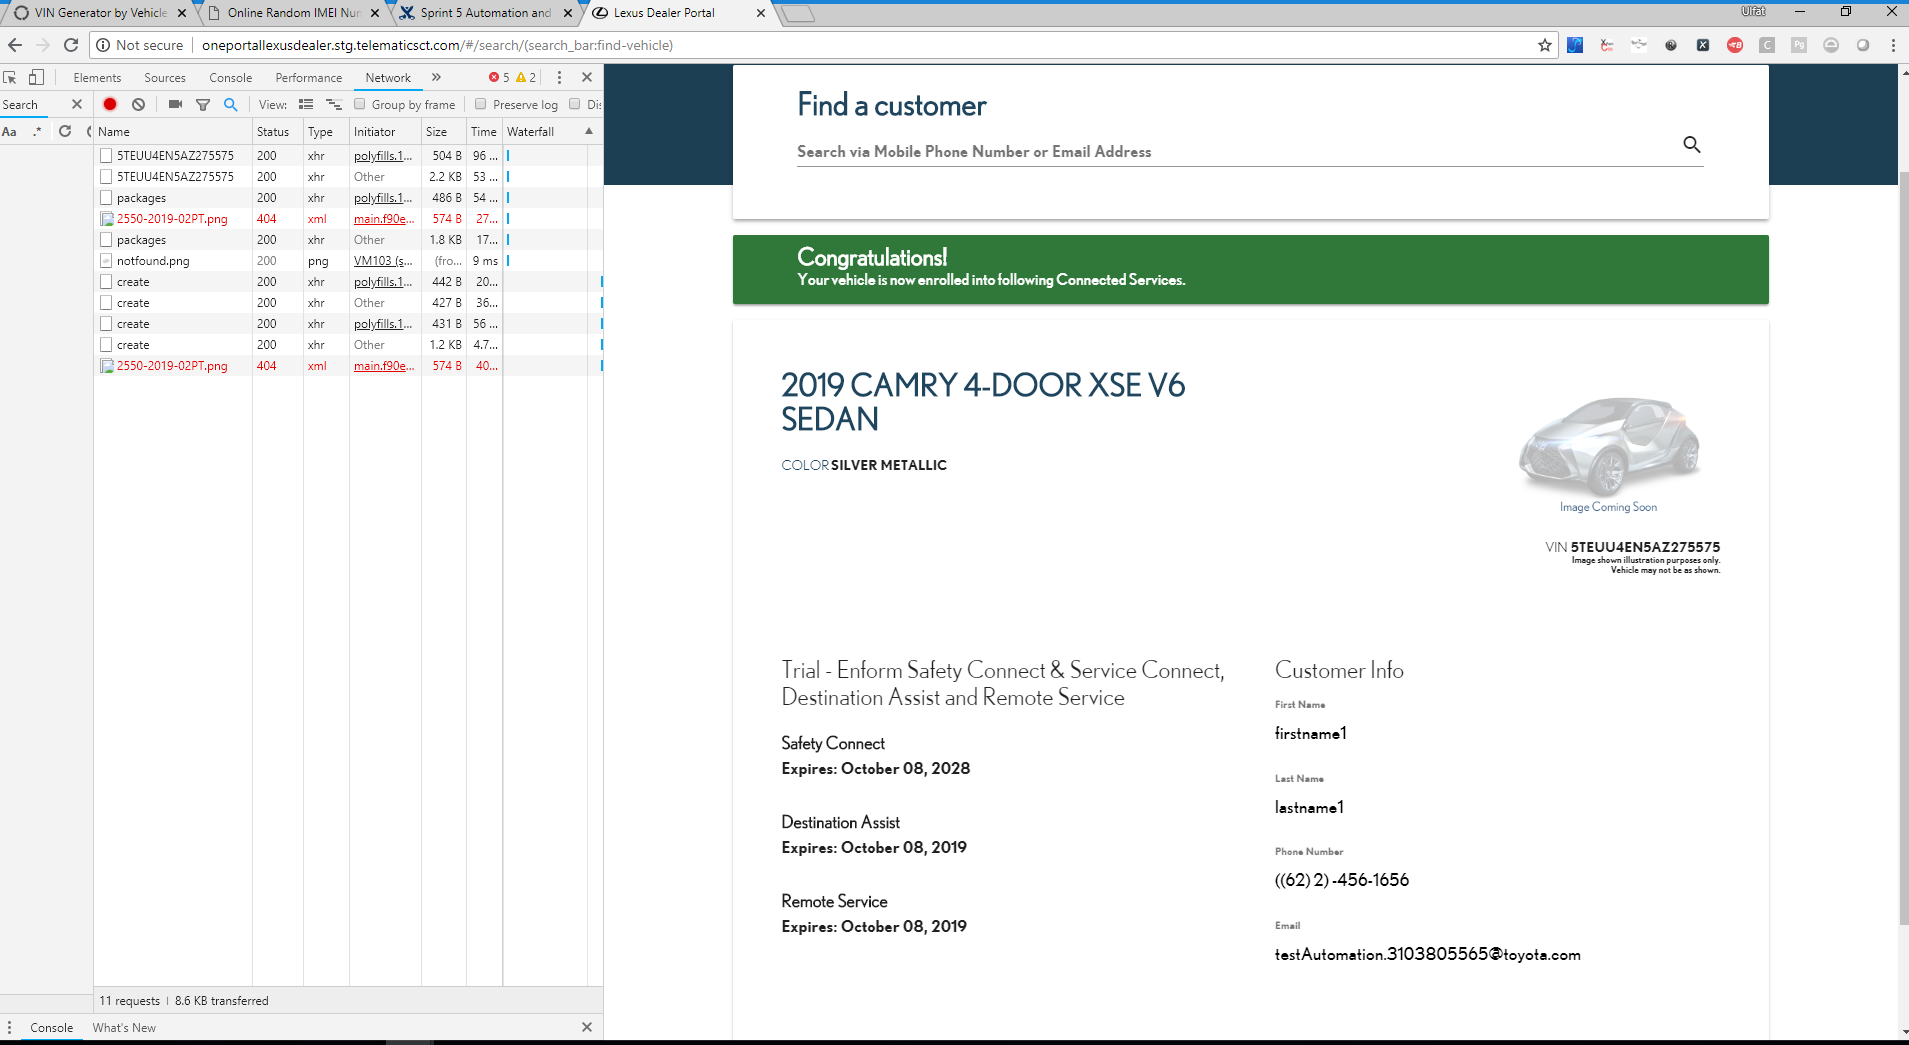 VIN Generator by Vehicle
Online Random IMEI Nur
Sprint 5 Automation and
Lexus Dealer Portal
Ulfat
Not secure
oneportallexusdealer.stg.telematicsct.com/#/search/(search_bar:find-vehicle)
Elements
Sources
Console
Performance
Network
5
2
Search
View:
Group by frame
Preserve log
Dis
Aa
.*
Name
Status
Type
Initiator
Size
Time
Waterfall
5TEUU4EN5AZ275575 200 xhr polyfills.1... 504 B 96 ...
5TEUU4EN5AZ275575 200 xhr Other 2.2 KB 53 ...
packages 200 xhr polyfills.1... 486 B 54 ...
2550-2019-02PT.png 404 xml main.f90e... 574 B 27...
packages 200 xhr Other 1.8 KB 17...
notfound.png 200 png VM103 (s... (fro... 9 ms
create 200 xhr polyfills.1... 442 B 20...
create 200 xhr Other 427 B 36...
create 200 xhr polyfills.1... 431 B 56 ...
create 200 xhr Other 1.2 KB 4.7...
2550-2019-02PT.png 404 xml main.f90e... 574 B 40...
11 requests | 8.6 KB transferred
Console
What's New
Find a customer
Search via Mobile Phone Number or Email Address
Congratulations!
Your vehicle is now enrolled into following Connected Services.
2019 CAMRY 4-DOOR XSE V6
SEDAN
COLOR SILVER METALLIC
Image Coming Soon
VIN 5TEUU4EN5AZ275575
Image shown illustration purposes only.
Vehicle may not be as shown.
Trial - Enform Safety Connect & Service Connect,
Destination Assist and Remote Service
Safety Connect
Expires: October 08, 2028
Destination Assist
Expires: October 08, 2019
Remote Service
Expires: October 08, 2019
Customer Info
First Name
firstname1
Last Name
lastname1
Phone Number
((62) 2) -456-1656
Email
testAutomation.3103805565@toyota.com